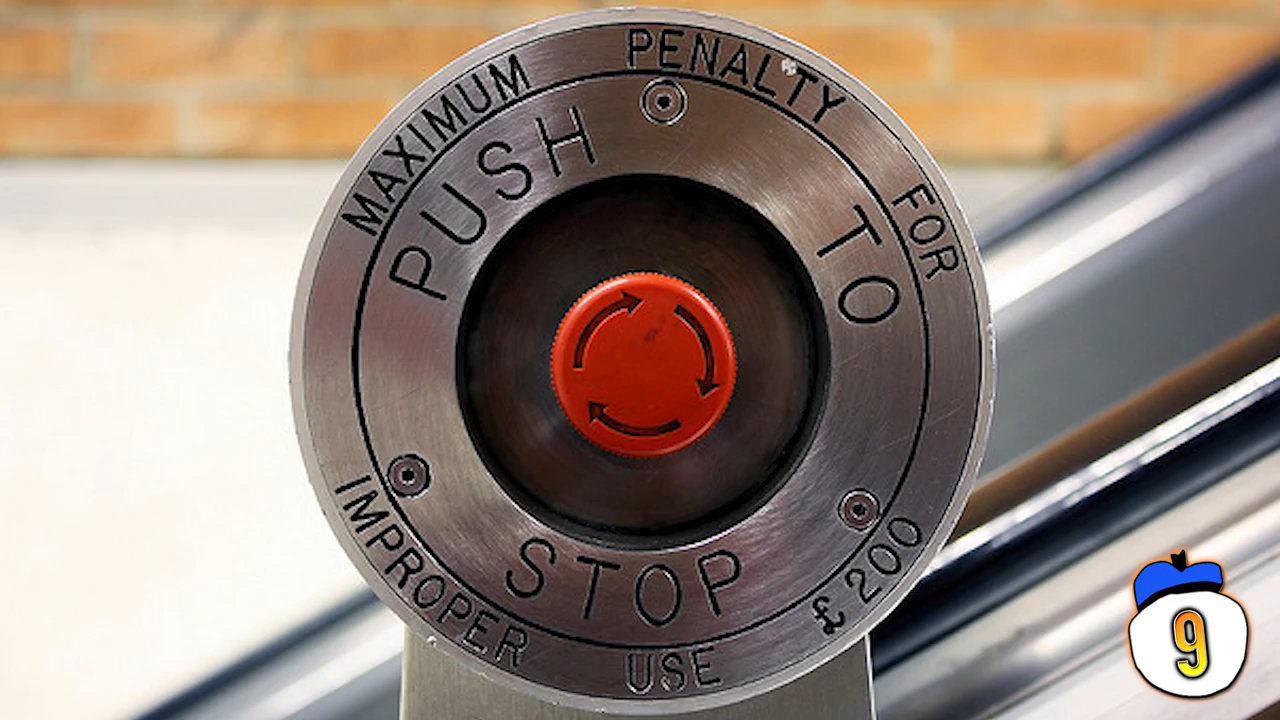 MAXIMUM PENALTY FOR
IMPROPER USE £200
PUSH TO
STOP
9